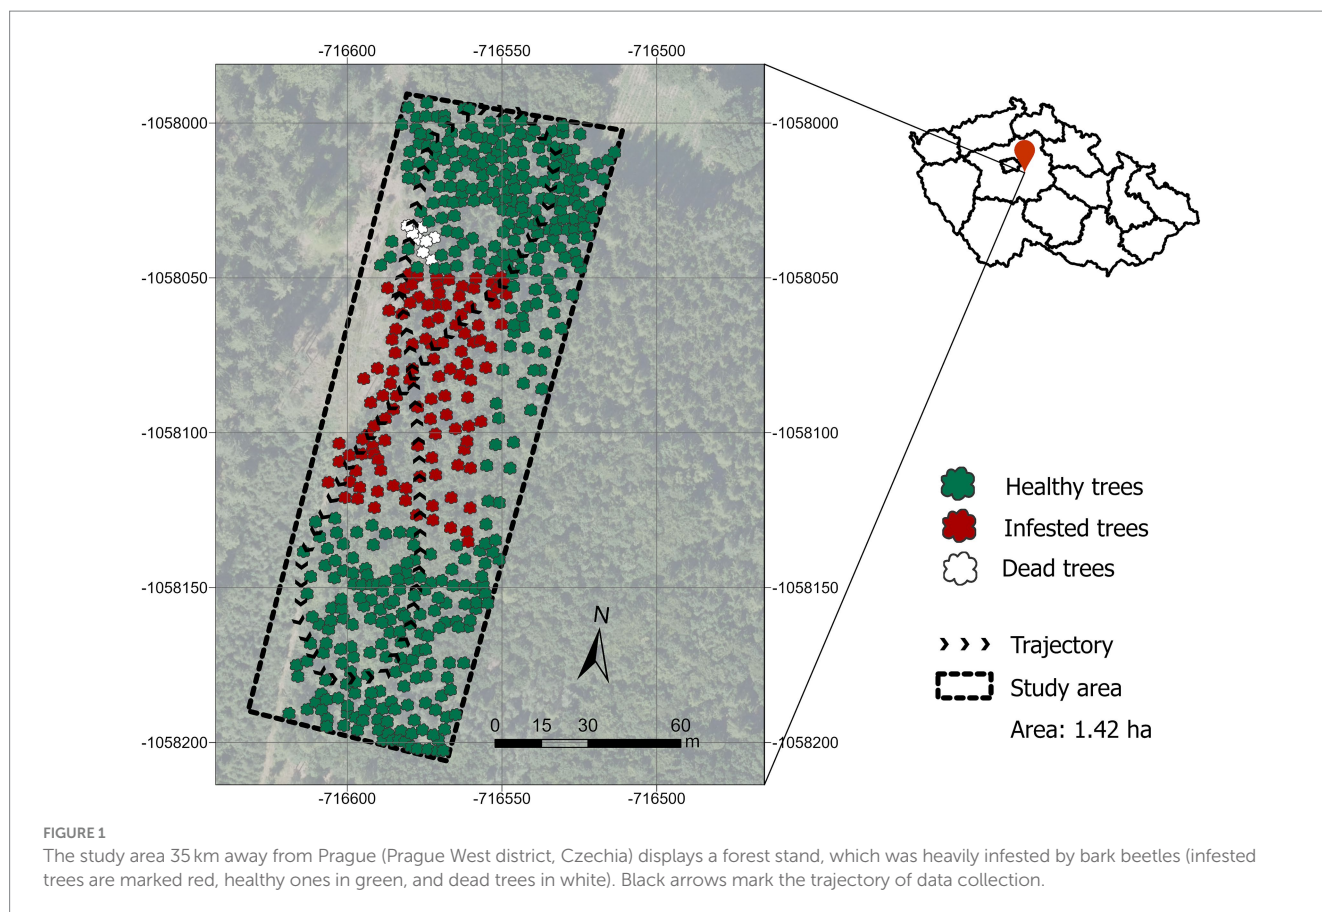 -716600 -716550 -716500
-1058000 -1058000
-1058050 -1058050
-1058100 -1058100
Healthy trees
Infested trees
Dead trees
-1058150 -1058150
N
Trajectory
Study area
0 15 30 60
m
Area: 1.42 ha
-1058200 -1058200
-716600 -716550 -716500
FIGURE 1
The study area 35 km away from Prague (Prague West district, Czechia) displays a forest stand, which was heavily infested by bark beetles (infested
trees are marked red, healthy ones in green, and dead trees in white). Black arrows mark the trajectory of data collection.